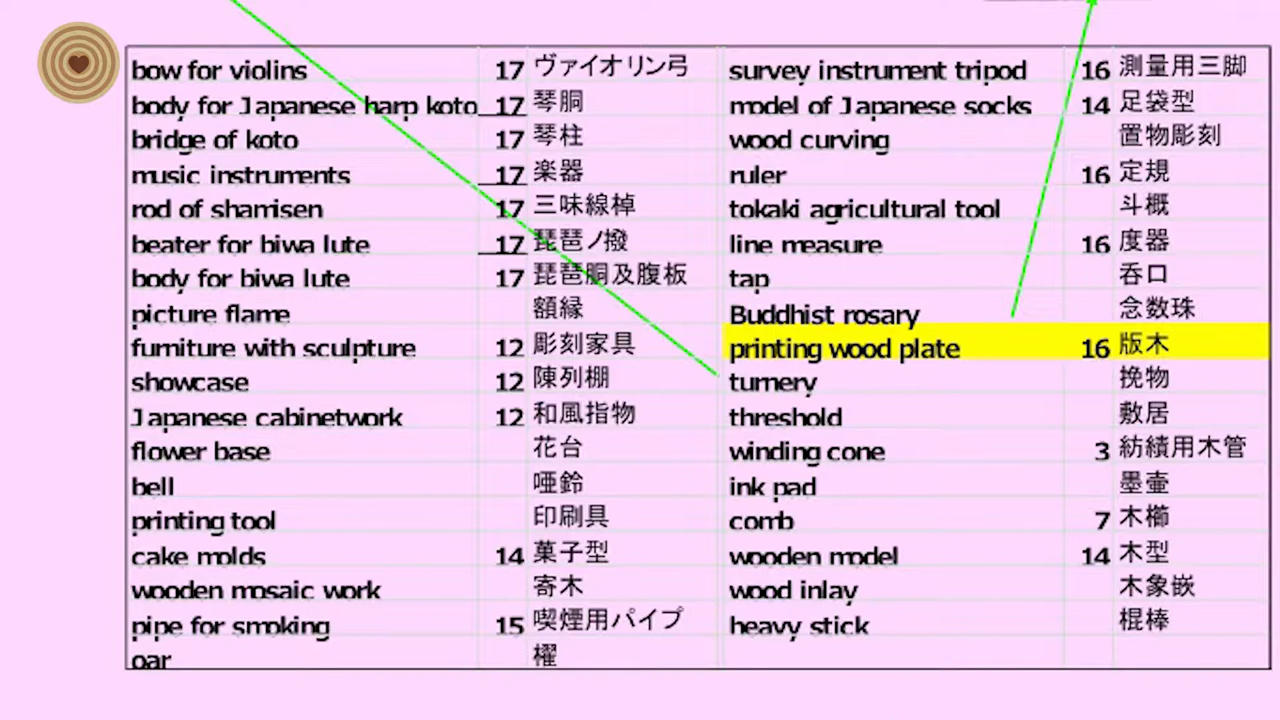 bow for violins 17 ヴァイオリン弓 survey instrument tripod 16 測量用三脚
body for Japanese harp koto 17 琴胴 model of Japanese socks 14 足袋型
bridge of koto 17 琴柱 wood curving 置物彫刻
music instruments 17 楽器 ruler 16 定規
rod of shamisen 17 三味線棹 tokaki agricultural tool 斗概
beater for biwa lute 17 琵琶ノ撥 line measure 16 度器
body for biwa lute 17 琵琶胴及腹板 tap 呑口
picture flame 額縁 Buddhist rosary 念数珠
furniture with sculpture 12 彫刻家具 printing wood plate 16 版木
showcase 12 陳列棚 turnery 挽物
Japanese cabinetwork 12 和風指物 threshold 敷居
flower base 花台 winding cone 3 紡績用木管
bell 唖鈴 ink pad 墨壷
printing tool 印刷具 comb 7 木櫛
cake molds 14 菓子型 wooden model 14 木型
wooden mosaic work 寄木 wood inlay 木象嵌
pipe for smoking 15 喫煙用パイプ heavy stick 棍棒
oar 櫂